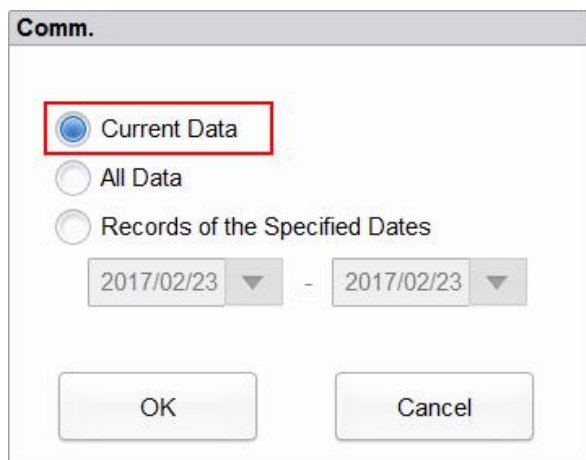 Comm.
Current Data
All Data
Records of the Specified Dates
2017/02/23 - 2017/02/23
OK Cancel